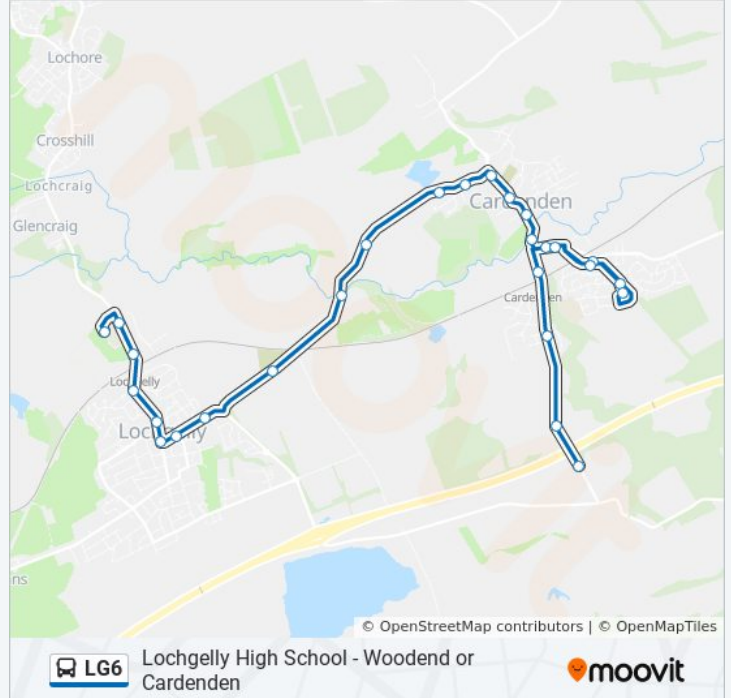 Lochore
Crosshill
Lochcraig
Glencraig
Cardenden
Cardenden
Lochgelly
Lochgelly
ns
© OpenStreetMap contributors | © OpenMapTiles
LG6
Lochgelly High School - Woodend or
Cardenden
moovit